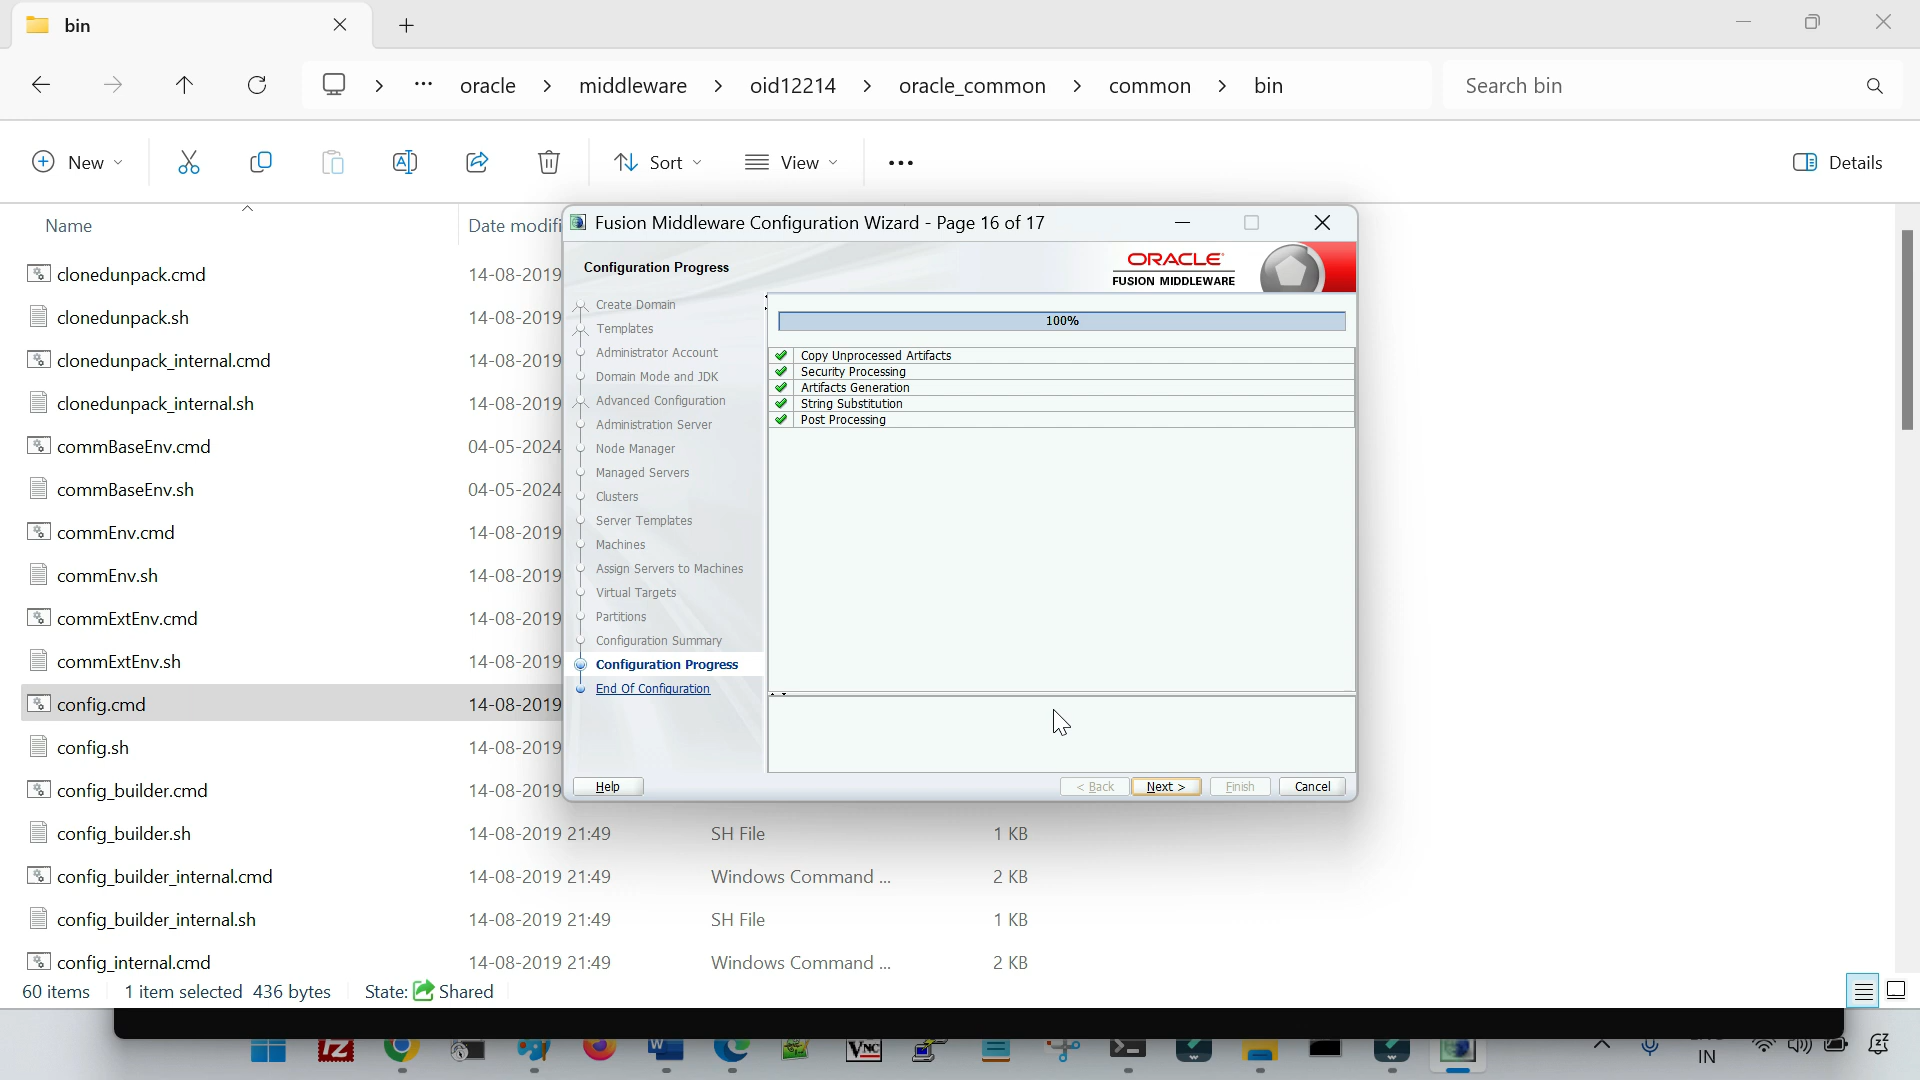 bin
oracle > middleware > oid12214 > oracle_common > common > bin
Search bin
New
Sort
View
Details
Name
Date modifi
clonedunpack.cmd 14-08-2019
clonedunpack.sh 14-08-2019
clonedunpack_internal.cmd 14-08-2019
clonedunpack_internal.sh 14-08-2019
commBaseEnv.cmd 04-05-2024
commBaseEnv.sh 04-05-2024
commEnv.cmd 14-08-2019
commEnv.sh 14-08-2019
commExtEnv.cmd 14-08-2019
commExtEnv.sh 14-08-2019
config.cmd 14-08-2019
config.sh 14-08-2019
config_builder.cmd 14-08-2019
config_builder.sh 14-08-2019 21:49 SH File 1 KB
config_builder_internal.cmd 14-08-2019 21:49 Windows Command ... 2 KB
config_builder_internal.sh 14-08-2019 21:49 SH File 1 KB
config_internal.cmd 14-08-2019 21:49 Windows Command ... 2 KB
60 items 1 item selected 436 bytes State: Shared
Fusion Middleware Configuration Wizard - Page 16 of 17
Configuration Progress
ORACLE
FUSION MIDDLEWARE
Create Domain
Templates
Administrator Account
Domain Mode and JDK
Advanced Configuration
Administration Server
Node Manager
Managed Servers
Clusters
Server Templates
Machines
Assign Servers to Machines
Virtual Targets
Partitions
Configuration Summary
Configuration Progress
End Of Configuration
100%
Copy Unprocessed Artifacts
Security Processing
Artifacts Generation
String Substitution
Post Processing
Help
< Back
Next >
Finish
Cancel
IN